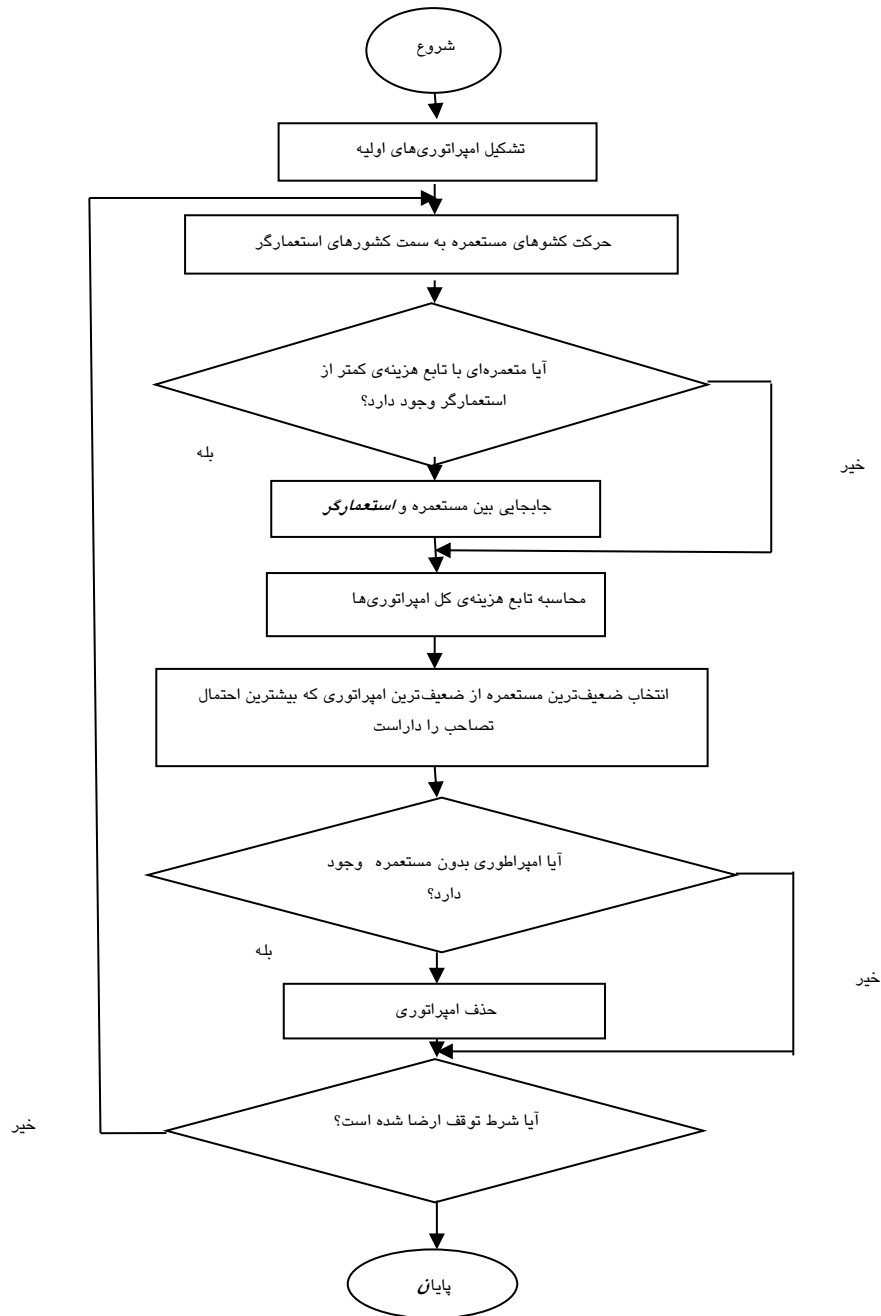 شروع
تشکیل امپراتوری‌های اولیه
حرکت کشوهای مستعمره به سمت کشورهای استعمارگر
آیا متعمره‌ای با تابع هزینه‌ی کمتر از
استعمارگر وجود دارد؟
بله
خیر
جابجایی بین مستعمره و استعمارگر
محاسبه تابع هزینه‌ی کل امپراتوری‌ها
انتخاب ضعیف‌ترین مستعمره از ضعیف‌ترین امپراتوری که بیشترین احتمال
تصاحب را داراست
آیا امپراطوری بدون مستعمره وجود
دارد؟
بله
خیر
حذف امپراتوری
آیا شرط توقف ارضا شده است؟
خیر
پایان